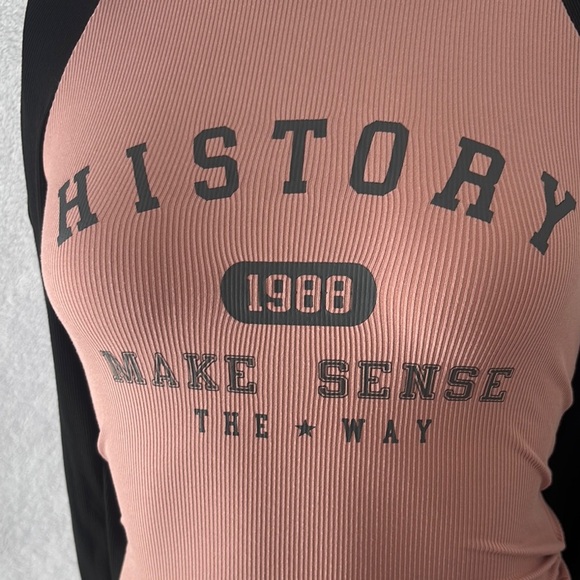 HISTORY
1988
MAKE SENSE
THE ★ WAY